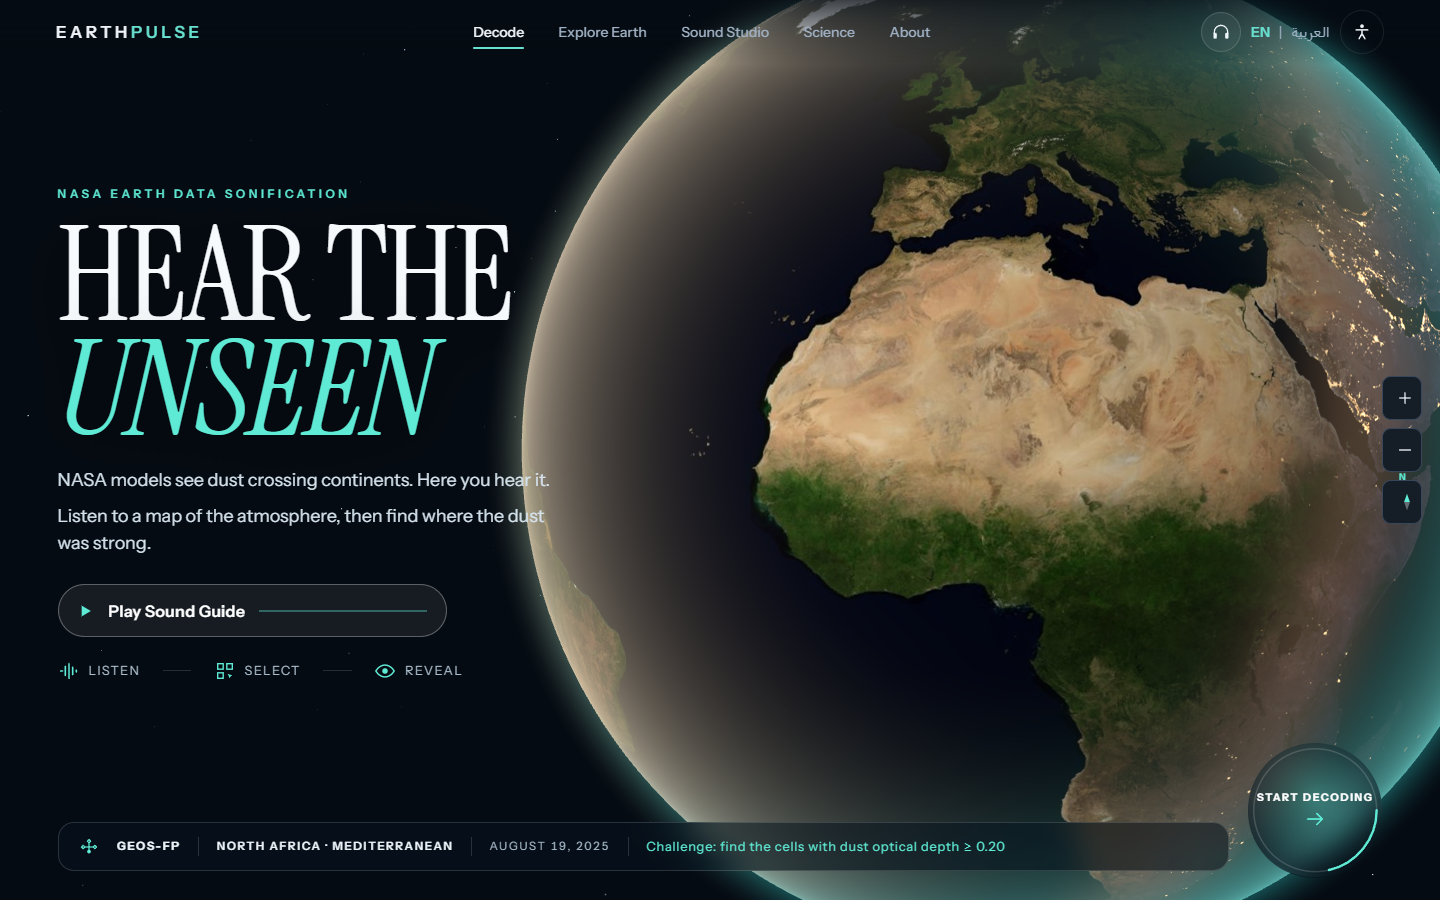 EARTHPULSE
Decode
Explore Earth
Sound Studio
Science
About
EN | العربية
NASA EARTH DATA SONIFICATION
HEAR THE
UNSEEN
NASA models see dust crossing continents. Here you hear it.
Listen to a map of the atmosphere, then find where the dust
was strong.
Play Sound Guide
LISTEN
SELECT
REVEAL
N
START DECODING
GEOS-FP
NORTH AFRICA · MEDITERRANEAN
AUGUST 19, 2025
Challenge: find the cells with dust optical depth ≥ 0.20